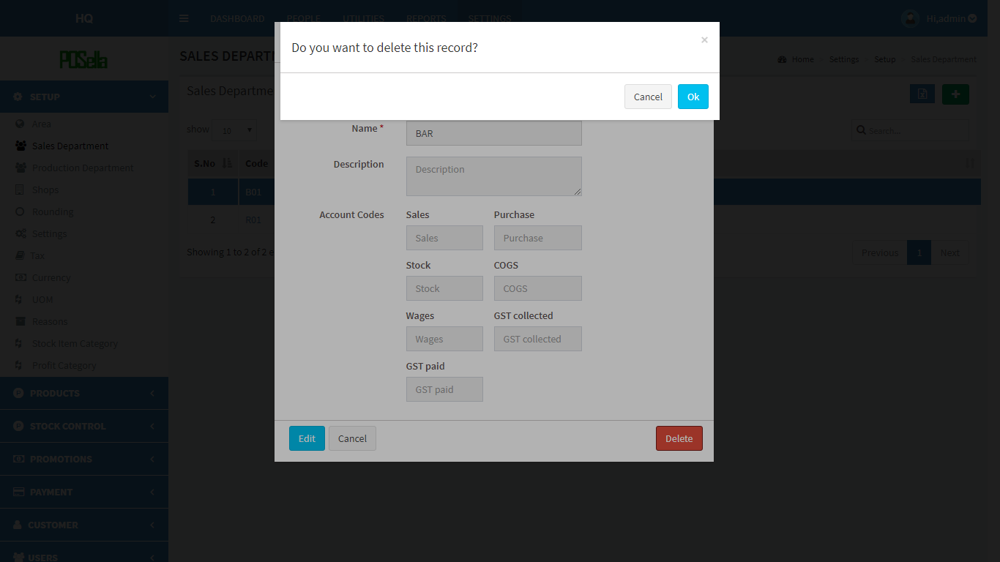 HQ
DASHBOARD PEOPLE UTILITIES REPORTS SETTINGS
Hi,admin
Do you want to delete this record?
×
Cancel Ok
POSella
SALES DEPARTM
Home Settings Setup Sales Department
SETUP
Sales Departme
Area
show 10
Search...
Sales Department
Production Department
Shops
Rounding
Settings
Tax
Currency
UOM
Reasons
Stock Item Category
Profit Category
PRODUCTS
STOCK CONTROL
PROMOTIONS
PAYMENT
CUSTOMER
USERS
S.No Code
1 B01
2 R01
Showing 1 to 2 of 2 e
Previous 1 Next
Name * BAR
Description Description
Account Codes Sales Purchase
Sales Purchase
Stock COGS
Stock COGS
Wages GST collected
Wages GST collected
GST paid
GST paid
Edit Cancel Delete